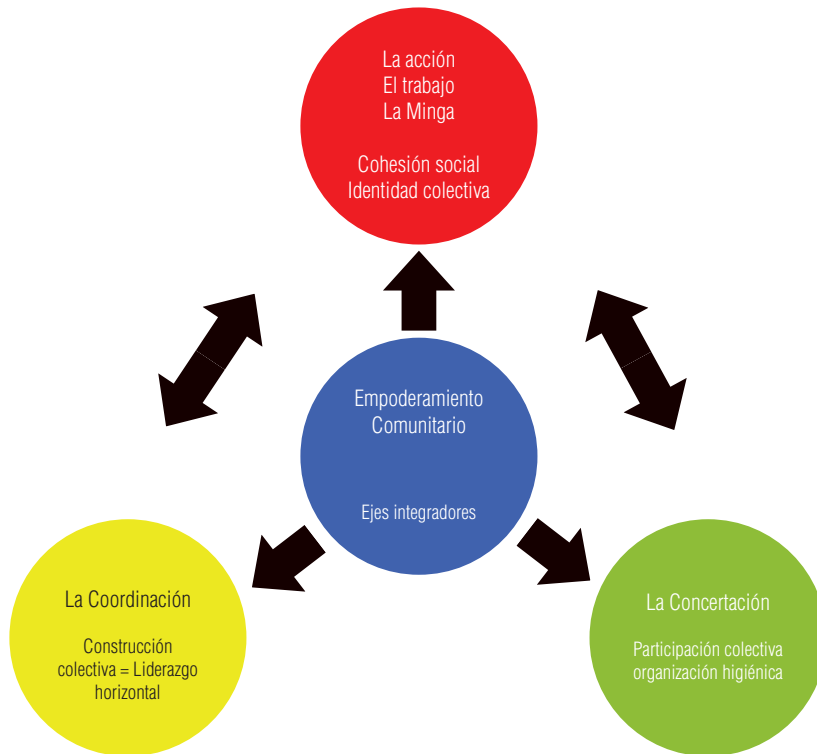 La acción
El trabajo
La Minga
Cohesión social
Identidad colectiva
Empoderamiento
Comunitario
Ejes integradores
La Coordinación
Construcción
colectiva = Liderazgo
horizontal
La Concertación
Participación colectiva
organización higiénica